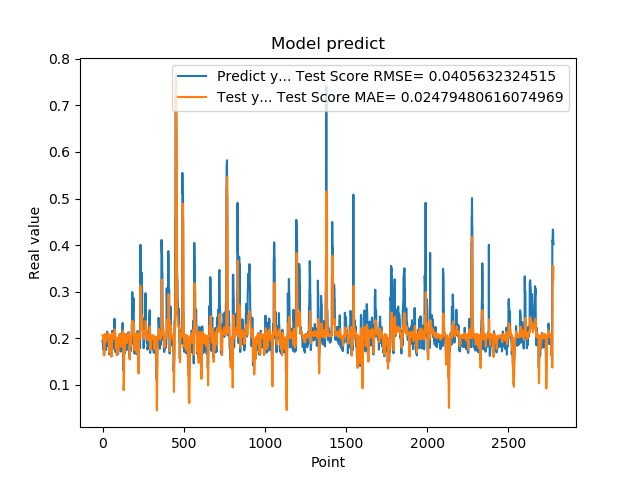 Model predict
0.8
0.7
0.6
0.5
0.4
0.3
0.2
0.1
Real value
Predict y... Test Score RMSE= 0.0405632324515
Test y... Test Score MAE= 0.02479480616074969
0 500 1000 1500 2000 2500
Point